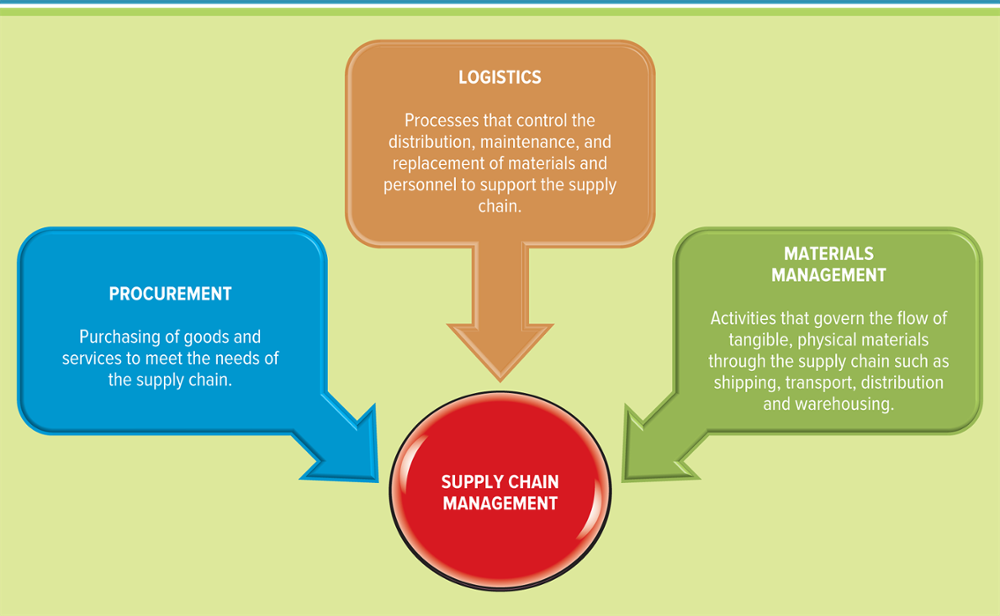 LOGISTICS
Processes that control the
distribution, maintenance, and
replacement of materials and
personnel to support the supply
chain.
PROCUREMENT
Purchasing of goods and
services to meet the needs of
the supply chain.
MATERIALS
MANAGEMENT
Activities that govern the flow of
tangible, physical materials
through the supply chain such as
shipping, transport, distribution
and warehousing.
SUPPLY CHAIN
MANAGEMENT